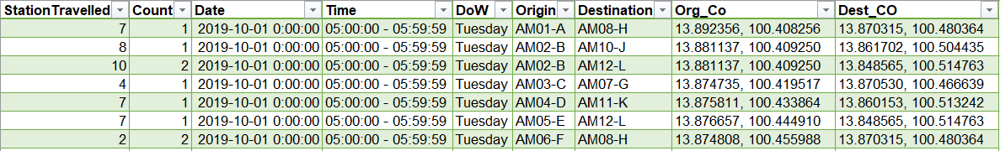 StationTravelled Count Date Time DoW Origin Destination Org_Co Dest_CO
7 1 2019-10-01 0:00:00 05:00:00 - 05:59:59 Tuesday AM01-A AM08-H 13.892356, 100.408256 13.870315, 100.480364
8 1 2019-10-01 0:00:00 05:00:00 - 05:59:59 Tuesday AM02-B AM10-J 13.881137, 100.409250 13.861702, 100.504435
10 2 2019-10-01 0:00:00 05:00:00 - 05:59:59 Tuesday AM02-B AM12-L 13.881137, 100.409250 13.848565, 100.514763
4 1 2019-10-01 0:00:00 05:00:00 - 05:59:59 Tuesday AM03-C AM07-G 13.874735, 100.419517 13.870530, 100.466639
7 1 2019-10-01 0:00:00 05:00:00 - 05:59:59 Tuesday AM04-D AM11-K 13.875811, 100.433864 13.860153, 100.513242
7 1 2019-10-01 0:00:00 05:00:00 - 05:59:59 Tuesday AM05-E AM12-L 13.876657, 100.444910 13.848565, 100.514763
2 2 2019-10-01 0:00:00 05:00:00 - 05:59:59 Tuesday AM06-F AM08-H 13.874808, 100.455988 13.870315, 100.480364